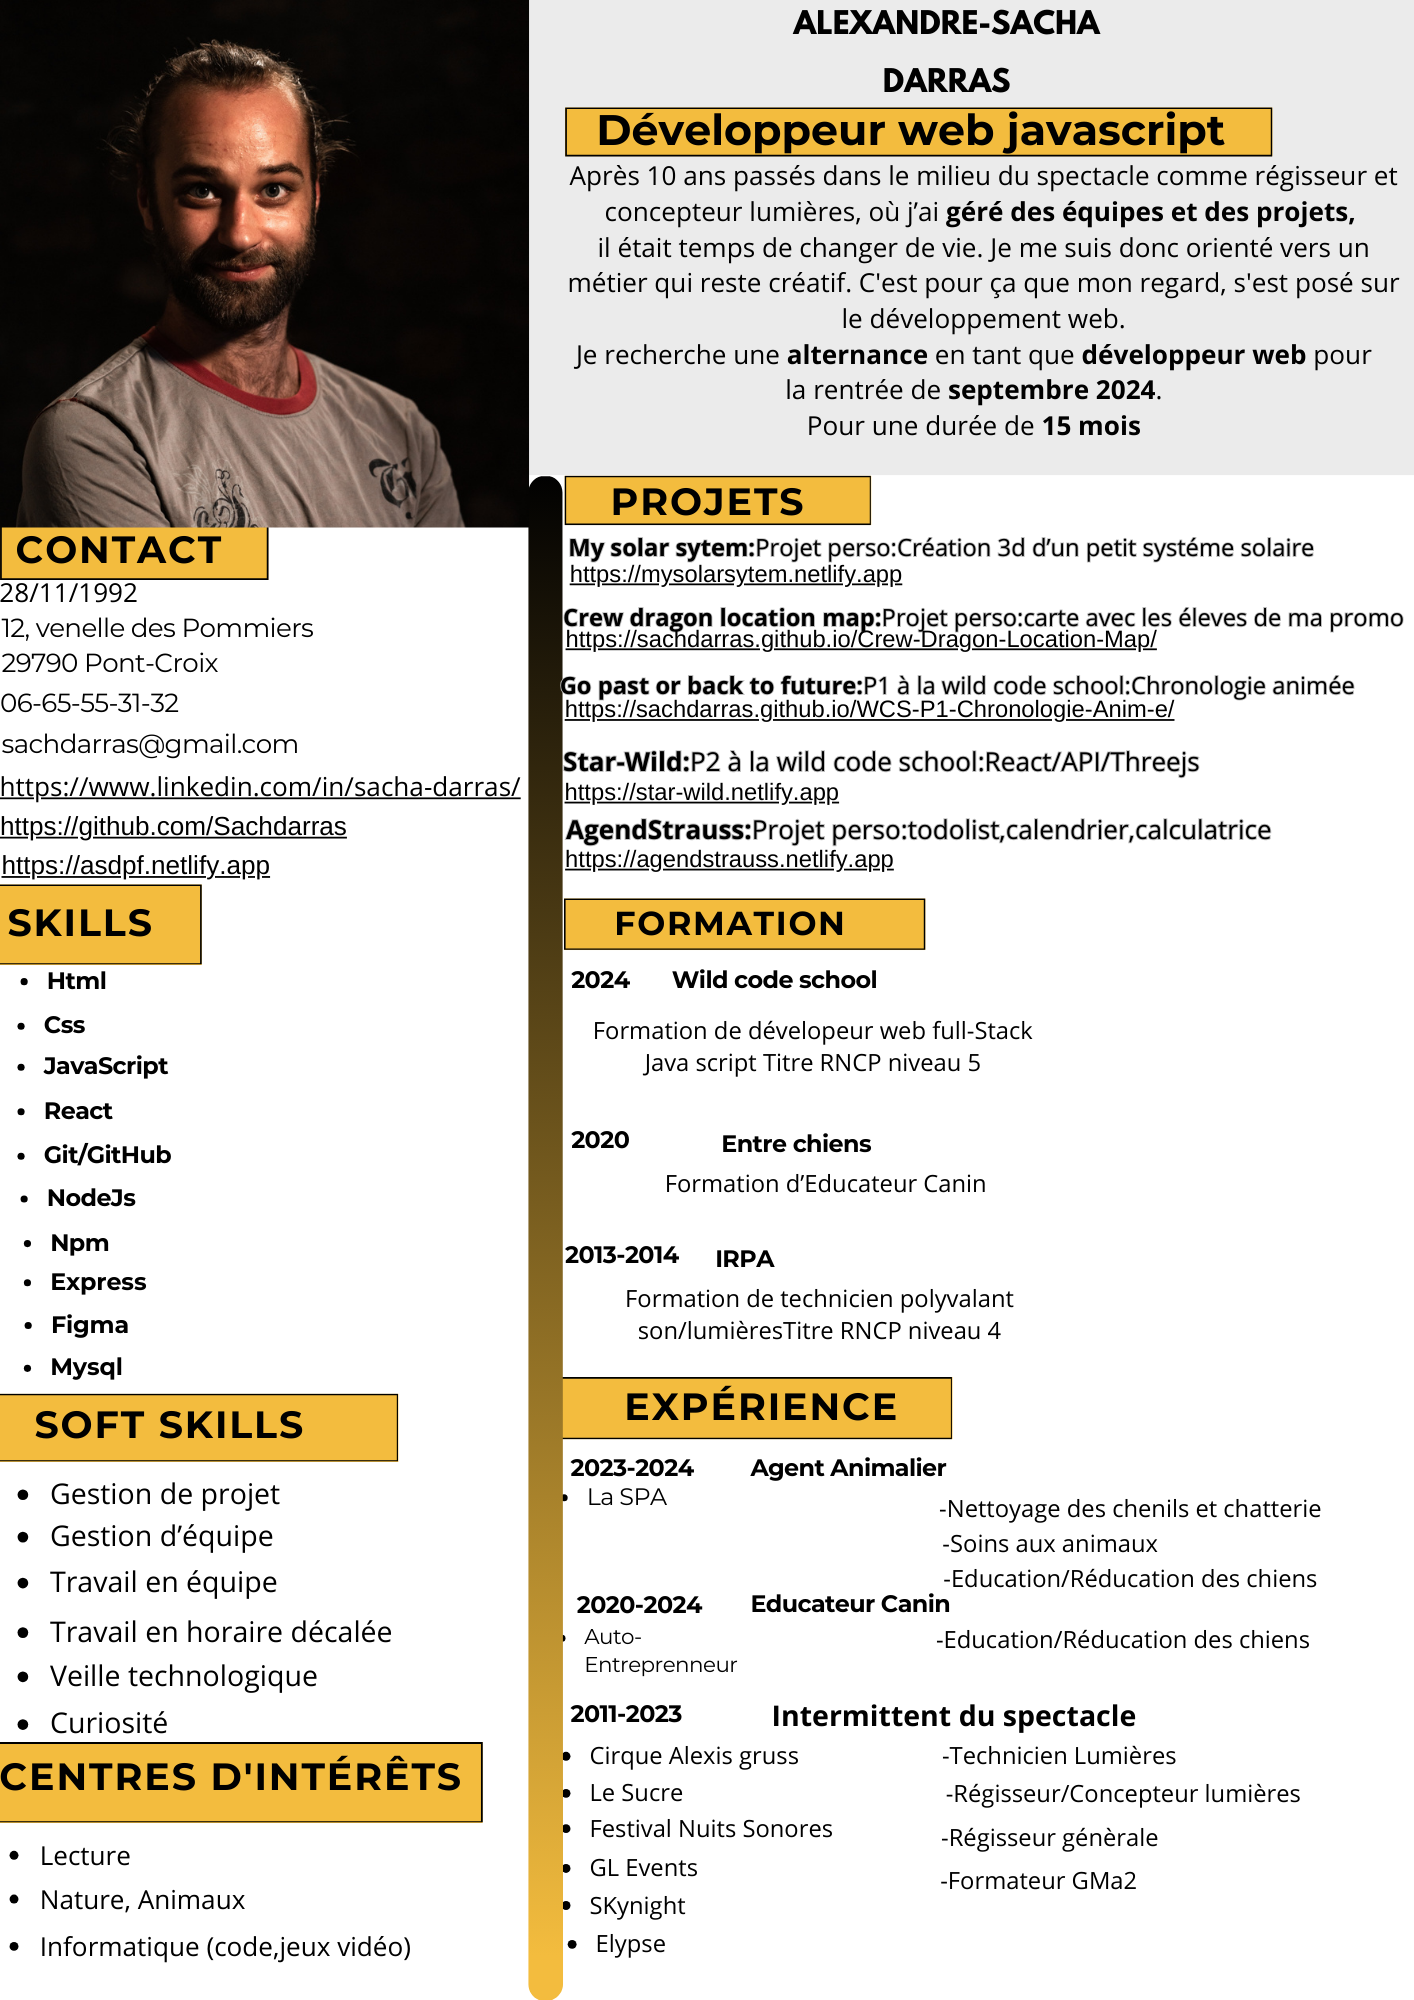 ALEXANDRE-SACHA
DARRAS
Développeur web javascript
Après 10 ans passés dans le milieu du spectacle comme régisseur et
concepteur lumières, où j’ai géré des équipes et des projets,
il était temps de changer de vie. Je me suis donc orienté vers un
métier qui reste créatif. C'est pour ça que mon regard, s'est posé sur
le développement web.
Je recherche une alternance en tant que développeur web pour
la rentrée de septembre 2024.
Pour une durée de 15 mois
CONTACT
28/11/1992
12, venelle des Pommiers
29790 Pont-Croix
06-65-55-31-32
sachdarras@gmail.com
https://www.linkedin.com/in/sacha-darras/
https://github.com/Sachdarras
https://asdpf.netlify.app
SKILLS
• Html
• Css
• JavaScript
• React
• Git/GitHub
• NodeJs
• Npm
• Express
• Figma
• Mysql
SOFT SKILLS
• Gestion de projet
• Gestion d’équipe
• Travail en équipe
• Travail en horaire décalée
• Veille technologique
• Curiosité
CENTRES D'INTÉRÊTS
• Lecture
• Nature, Animaux
• Informatique (code,jeux vidéo)
PROJETS
My solar sytem:Projet perso:Création 3d d’un petit systéme solaire
https://mysolarsytem.netlify.app
Crew dragon location map:Projet perso:carte avec les éleves de ma promo
https://sachdarras.github.io/Crew-Dragon-Location-Map/
Go past or back to future:P1 à la wild code school:Chronologie animée
https://sachdarras.github.io/WCS-P1-Chronologie-Anim-e/
Star-Wild:P2 à la wild code school:React/API/Threejs
https://star-wild.netlify.app
AgendStrauss:Projet perso:todolist,calendrier,calculatrice
https://agendstrauss.netlify.app
FORMATION
2024 Wild code school
Formation de dévelopeur web full-Stack
Java script Titre RNCP niveau 5
2020 Entre chiens
Formation d’Educateur Canin
2013-2014 IRPA
Formation de technicien polyvalant
son/lumièresTitre RNCP niveau 4
EXPÉRIENCE
2023-2024 Agent Animalier
• La SPA
-Nettoyage des chenils et chatterie
-Soins aux animaux
-Education/Réducation des chiens
2020-2024 Educateur Canin
• Auto-
Entreprenneur
-Education/Réducation des chiens
2011-2023 Intermittent du spectacle
• Cirque Alexis gruss
• Le Sucre
• Festival Nuits Sonores
• GL Events
• SKynight
• Elypse
-Technicien Lumières
-Régisseur/Concepteur lumières
-Régisseur génèrale
-Formateur GMa2